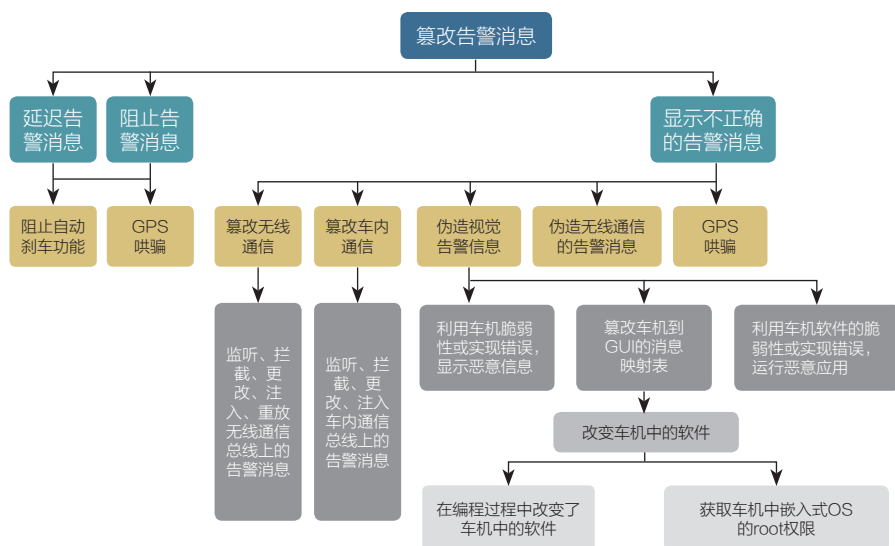 篡改告警消息
延迟告
警消息
阻止告
警消息
显示不正确
的告警消息
阻止自动
刹车功能
GPS
哄骗
篡改无线
通信
篡改车内
通信
伪造视觉
告警信息
伪造无线通信
的告警消息
GPS
哄骗
监听、拦
截、更
改、注
入、重放
无线通信
总线上的
告警消息
监听、拦
截、更
改、注入
车内通信
总线上的
告警消息
利用车机脆弱
性或实现错误，
显示恶意信息
篡改车机到
GUI的消息
映射表
利用车机软件的脆
弱性或实现错误，
运行恶意应用
改变车机中的软件
在编程过程中改变了
车机中的软件
获取车机中嵌入式OS
的root权限